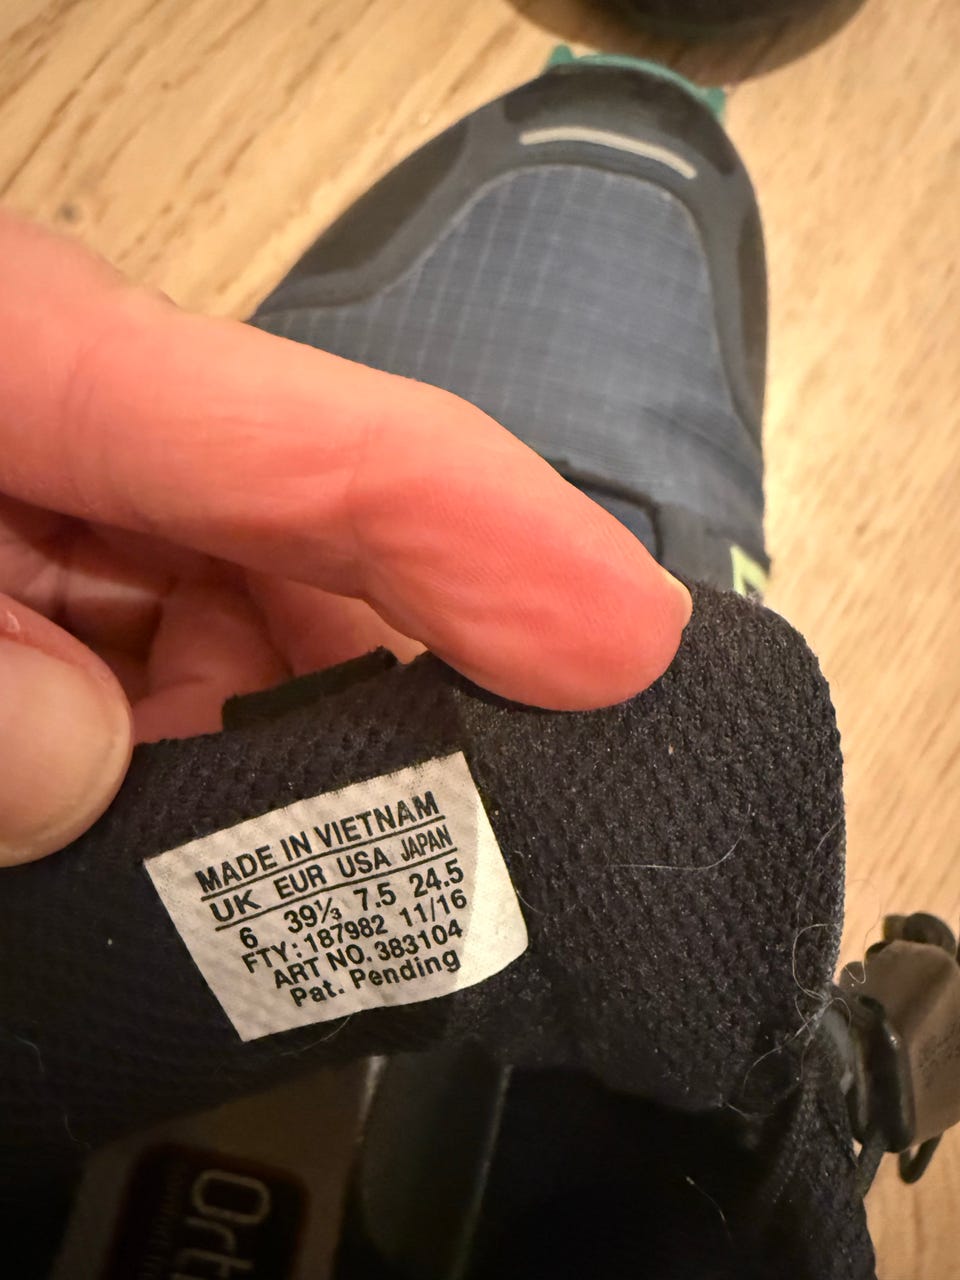 MADE IN VIETNAM
UK EUR USA JAPAN
6 39⅓ 7.5 24.5
FTY: 187982 11/16
ART NO. 383104
Pat. Pending
Ort